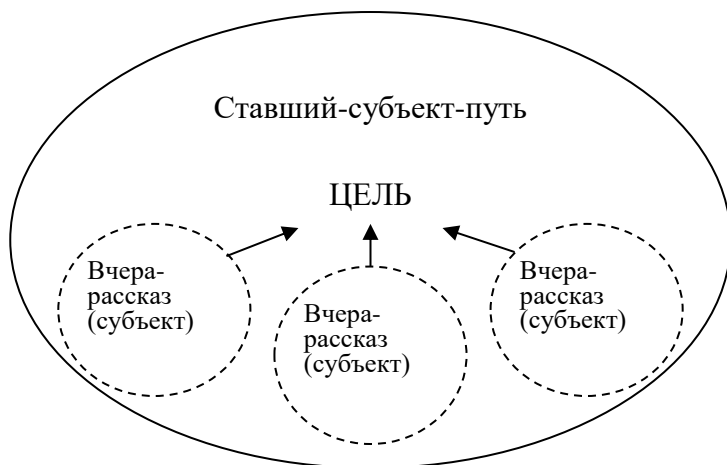 Ставший-субъект-путь
ЦЕЛЬ
Вчера-
рассказ
(субъект)
Вчера-
рассказ
(субъект)
Вчера-
рассказ
(субъект)